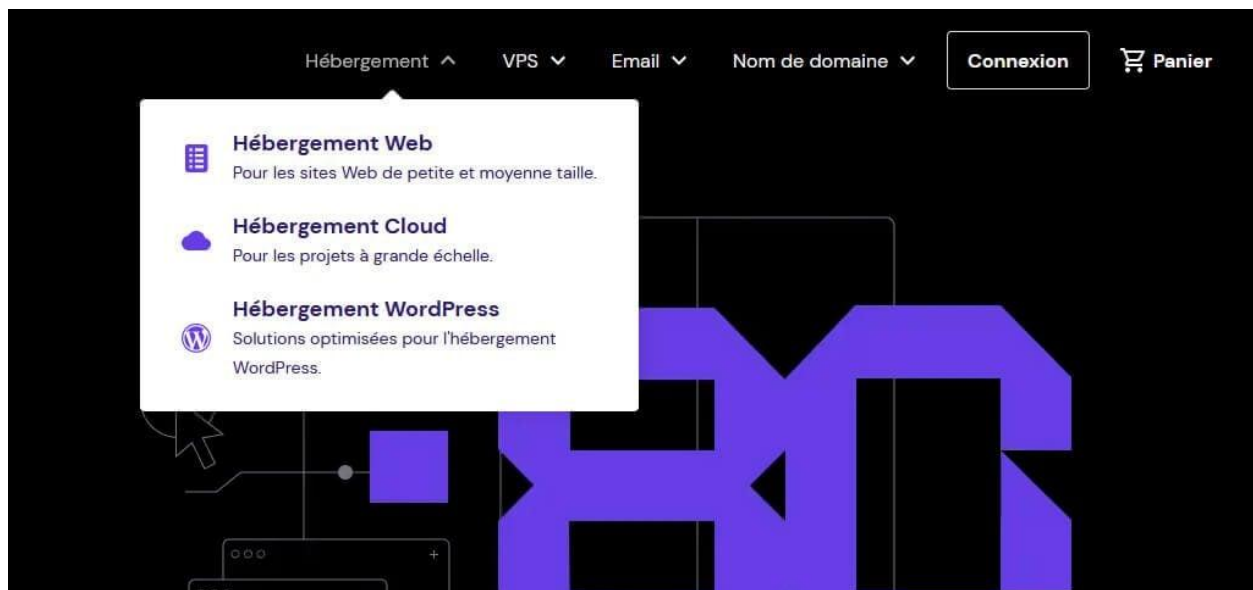 Hébergement VPS Email Nom de domaine Connexion Panier
Hébergement Web
Pour les sites Web de petite et moyenne taille.
Hébergement Cloud
Pour les projets à grande échelle.
Hébergement WordPress
Solutions optimisées pour l'hébergement
WordPress.